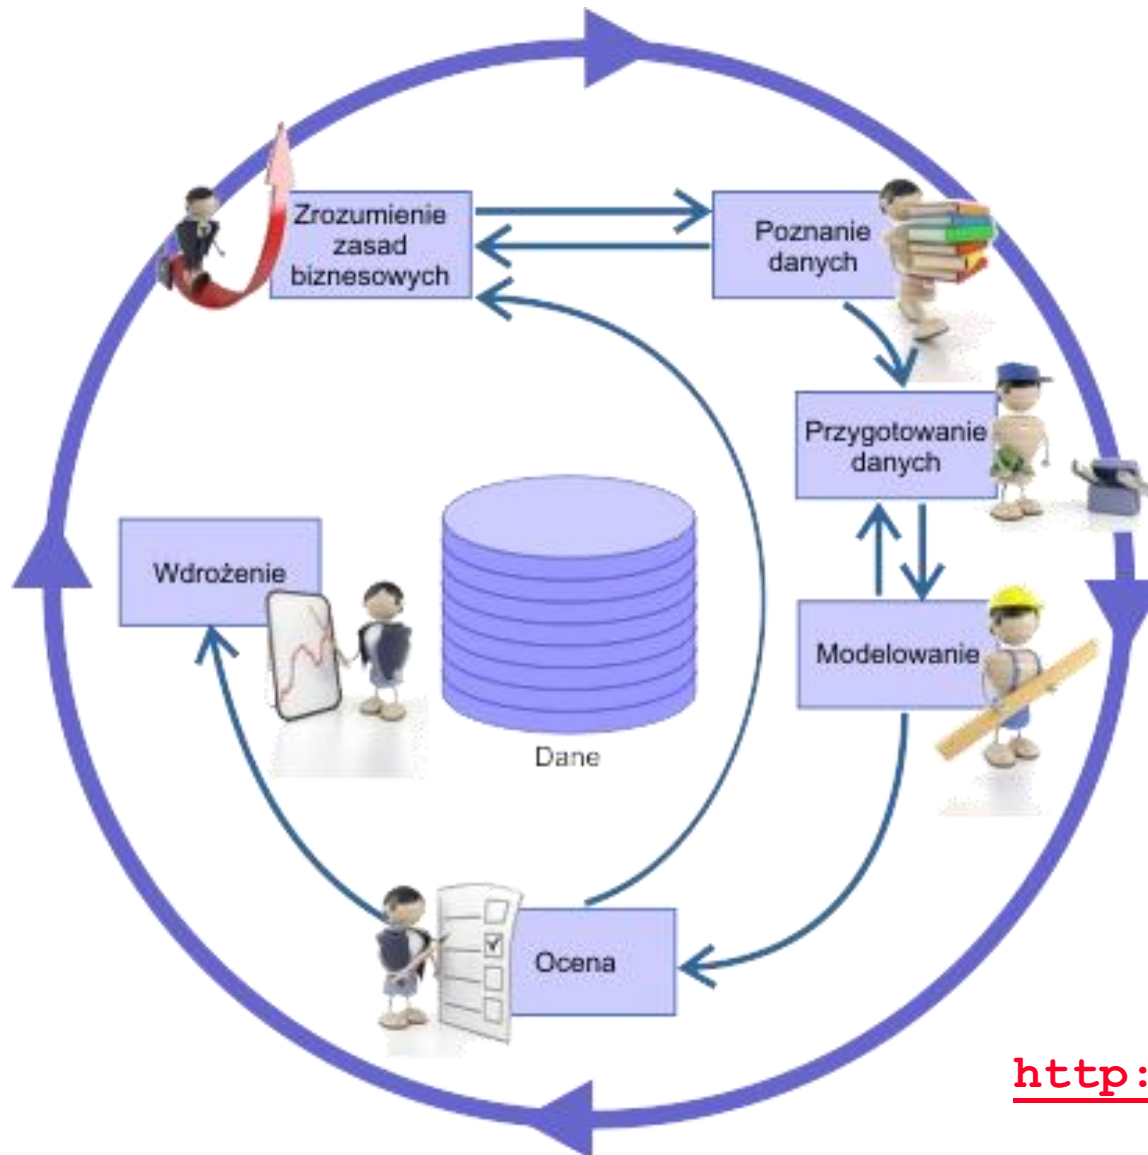 Zrozumienie
zasad
biznesowych
Poznanie
danych
Przygotowanie
danych
Modelowanie
Wdrożenie
Dane
Ocena
http: